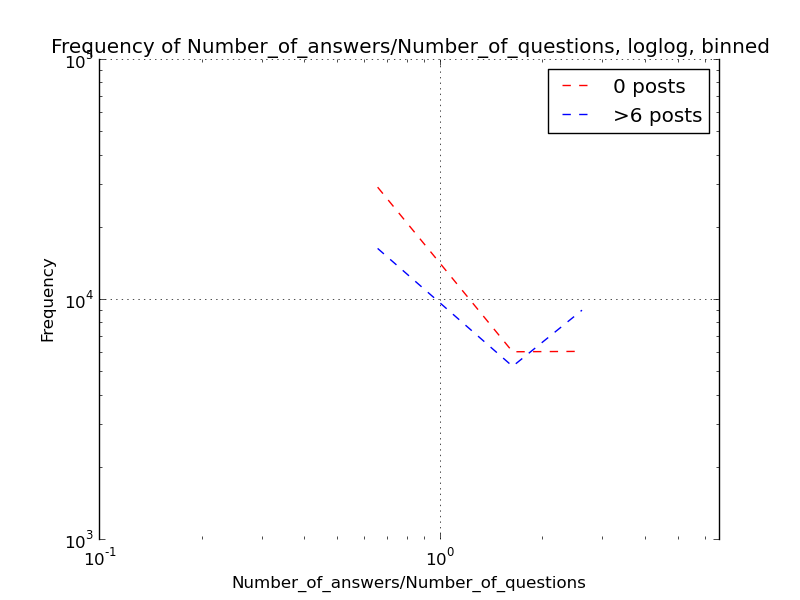 Frequency of Number_of_answers/Number_of_questions, loglog, binned
10^5
0 posts
>6 posts
Frequency
10^4
10^3
10^-1
10^0
Number_of_answers/Number_of_questions